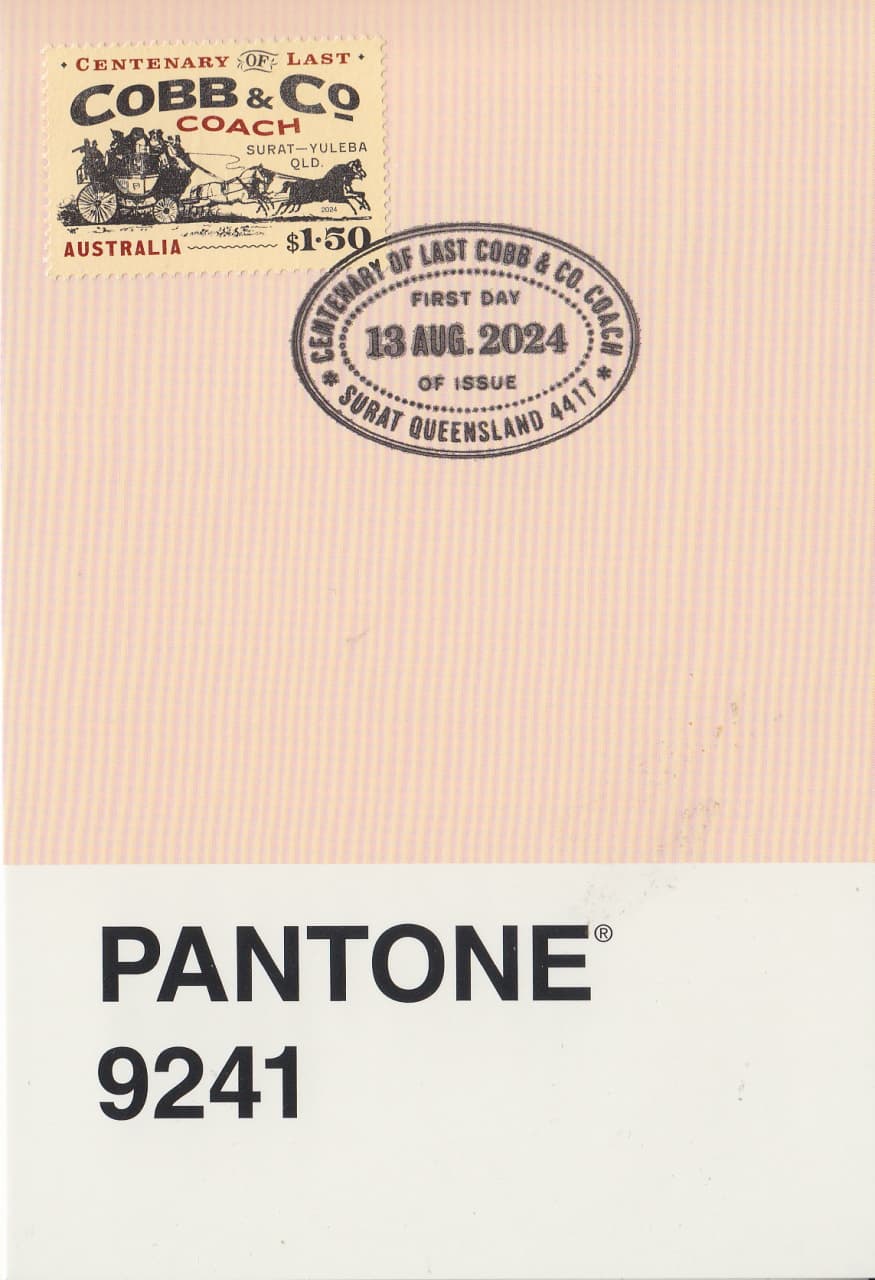 CENTENARY OF LAST
COBB & CO
COACH
SURAT—YULEBA
QLD.
2024
AUSTRALIA $1·50
CENTENARY OF LAST COBB & CO. COACH
FIRST DAY
13 AUG. 2024
OF ISSUE
* SURAT QUEENSLAND 4417 *
PANTONE®
9241